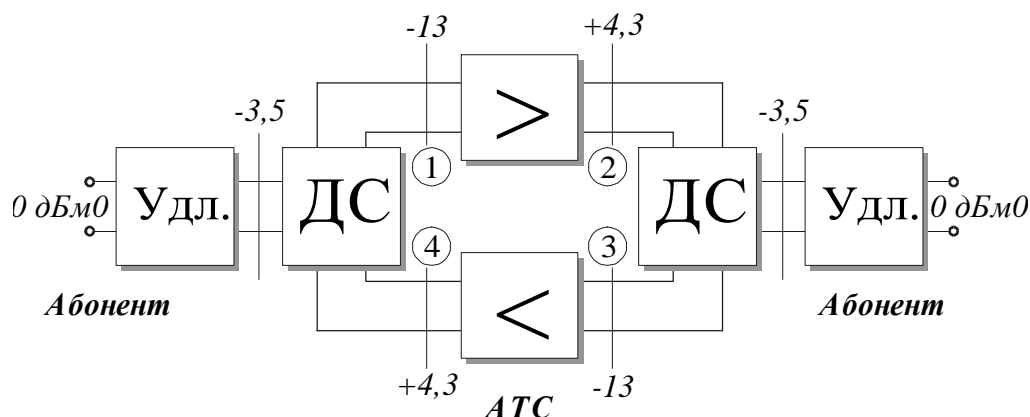 -13
+4,3
-3,5
>
-3,5
1
2
0 дБм0
Удл.
ДС
ДС
Удл.
0 дБм0
4
3
Абонент
<
Абонент
+4,3
-13
АТС